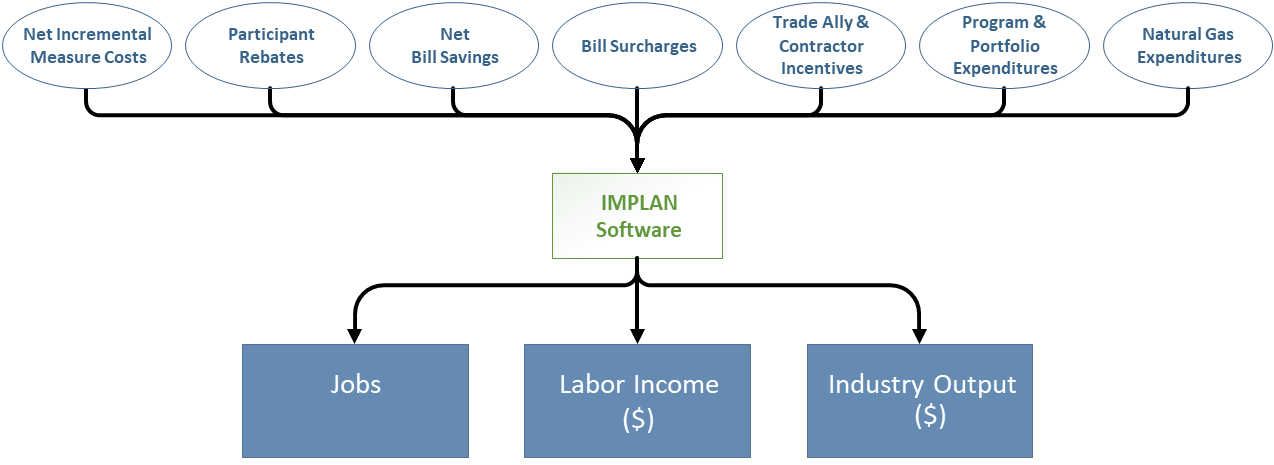 Net Incremental
Measure Costs
Participant
Rebates
Net
Bill Savings
Bill Surcharges
Trade Ally &
Contractor
Incentives
Program &
Portfolio
Expenditures
Natural Gas
Expenditures
IMPLAN
Software
Jobs
Labor Income
($)
Industry Output
($)